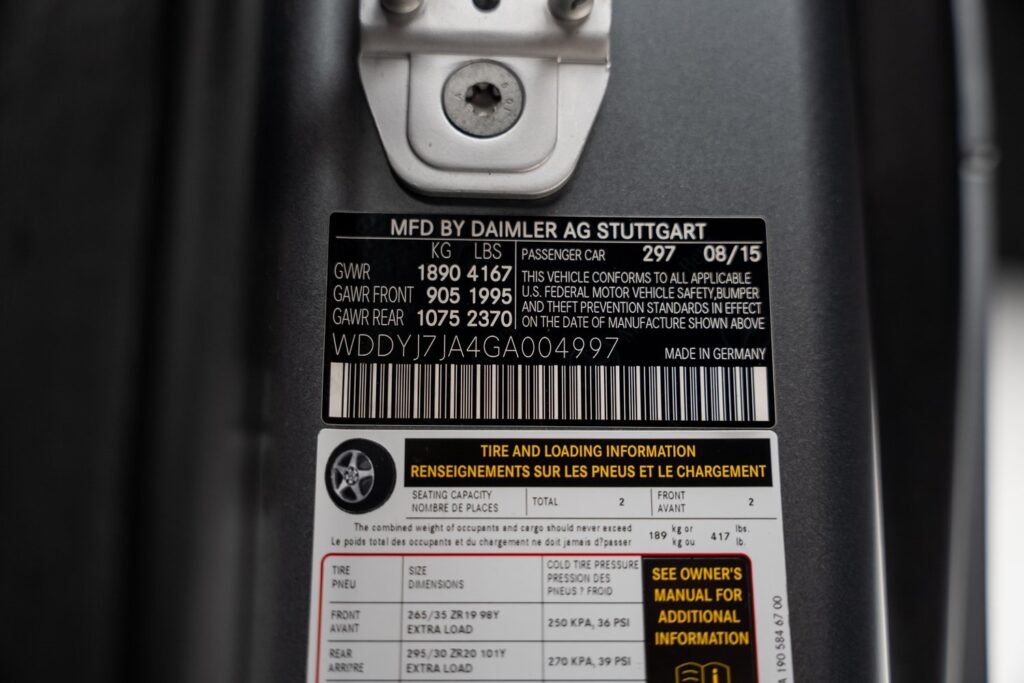 MFD BY DAIMLER AG STUTTGART
KG LBS
GVWR 1890 4167
GAWR FRONT 905 1995
GAWR REAR 1075 2370
PASSENGER CAR 297 08/15
THIS VEHICLE CONFORMS TO ALL APPLICABLE
U.S. FEDERAL MOTOR VEHICLE SAFETY,BUMPER
AND THEFT PREVENTION STANDARDS IN EFFECT
ON THE DATE OF MANUFACTURE SHOWN ABOVE
WDDYJ7JA4GA004997
MADE IN GERMANY
TIRE AND LOADING INFORMATION
RENSEIGNEMENTS SUR LES PNEUS ET LE CHARGEMENT
SEATING CAPACITY
NOMBRE DE PLACES
TOTAL 2
FRONT
AVANT
2
The combined weight of occupants and cargo should never exceed
Le poids total des occupants et du chargement ne doit jamais d?passer
189 kg or
kg ou
417 lbs.
lb.
TIRE
PNEU
SIZE
DIMENSIONS
COLD TIRE PRESSURE
PRESSION DES
PNEUS ? FROID
FRONT
AVANT
265/35 ZR19 98Y
EXTRA LOAD
250 KPA, 36 PSI
REAR
ARRI?RE
295/30 ZR20 101Y
EXTRA LOAD
270 KPA, 39 PSI
SEE OWNER'S
MANUAL FOR
ADDITIONAL
INFORMATION
A 190 584 67 00